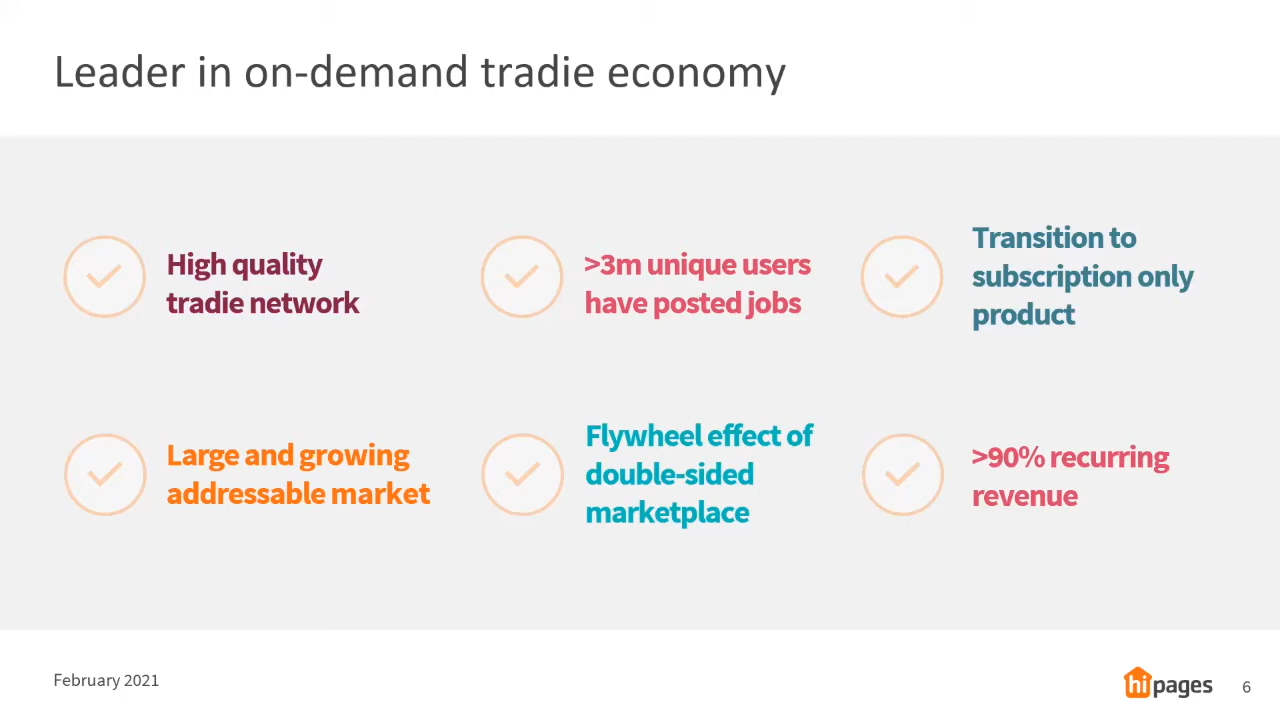 Leader in on-demand tradie economy
High quality
tradie network
>3m unique users
have posted jobs
Transition to
subscription only
product
Large and growing
addressable market
Flywheel effect of
double-sided
marketplace
>90% recurring
revenue
February 2021
hipages
6